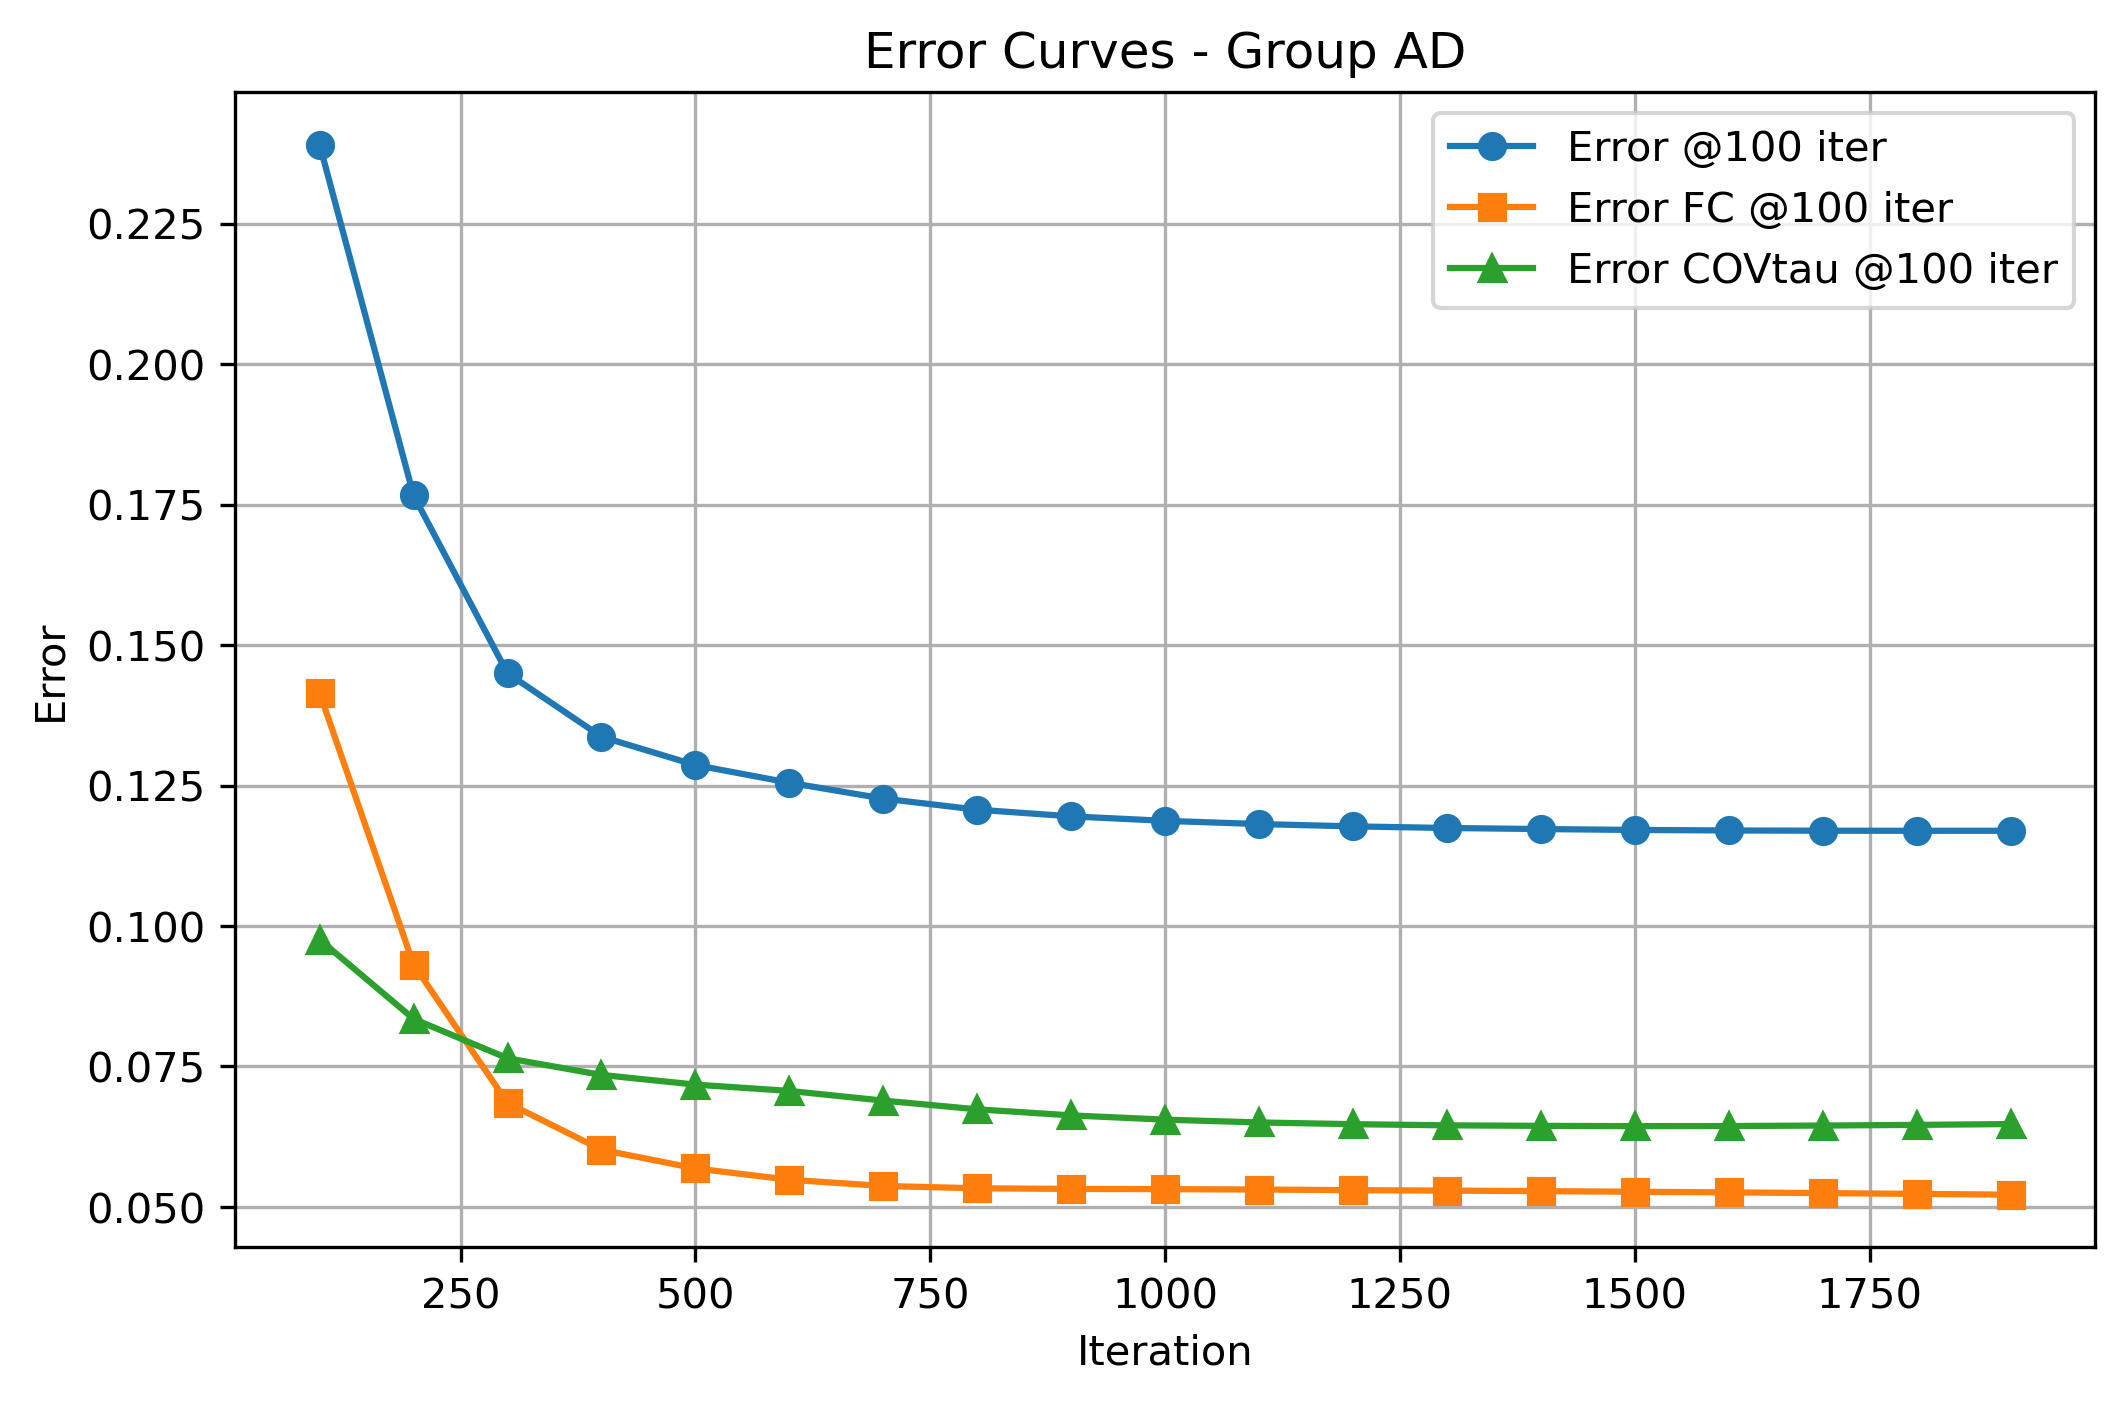 Error Curves - Group AD
Error @100 iter
Error FC @100 iter
Error COVtau @100 iter
0.225
0.200
0.175
0.150
0.125
0.100
0.075
0.050
Error
250 500 750 1000 1250 1500 1750
Iteration